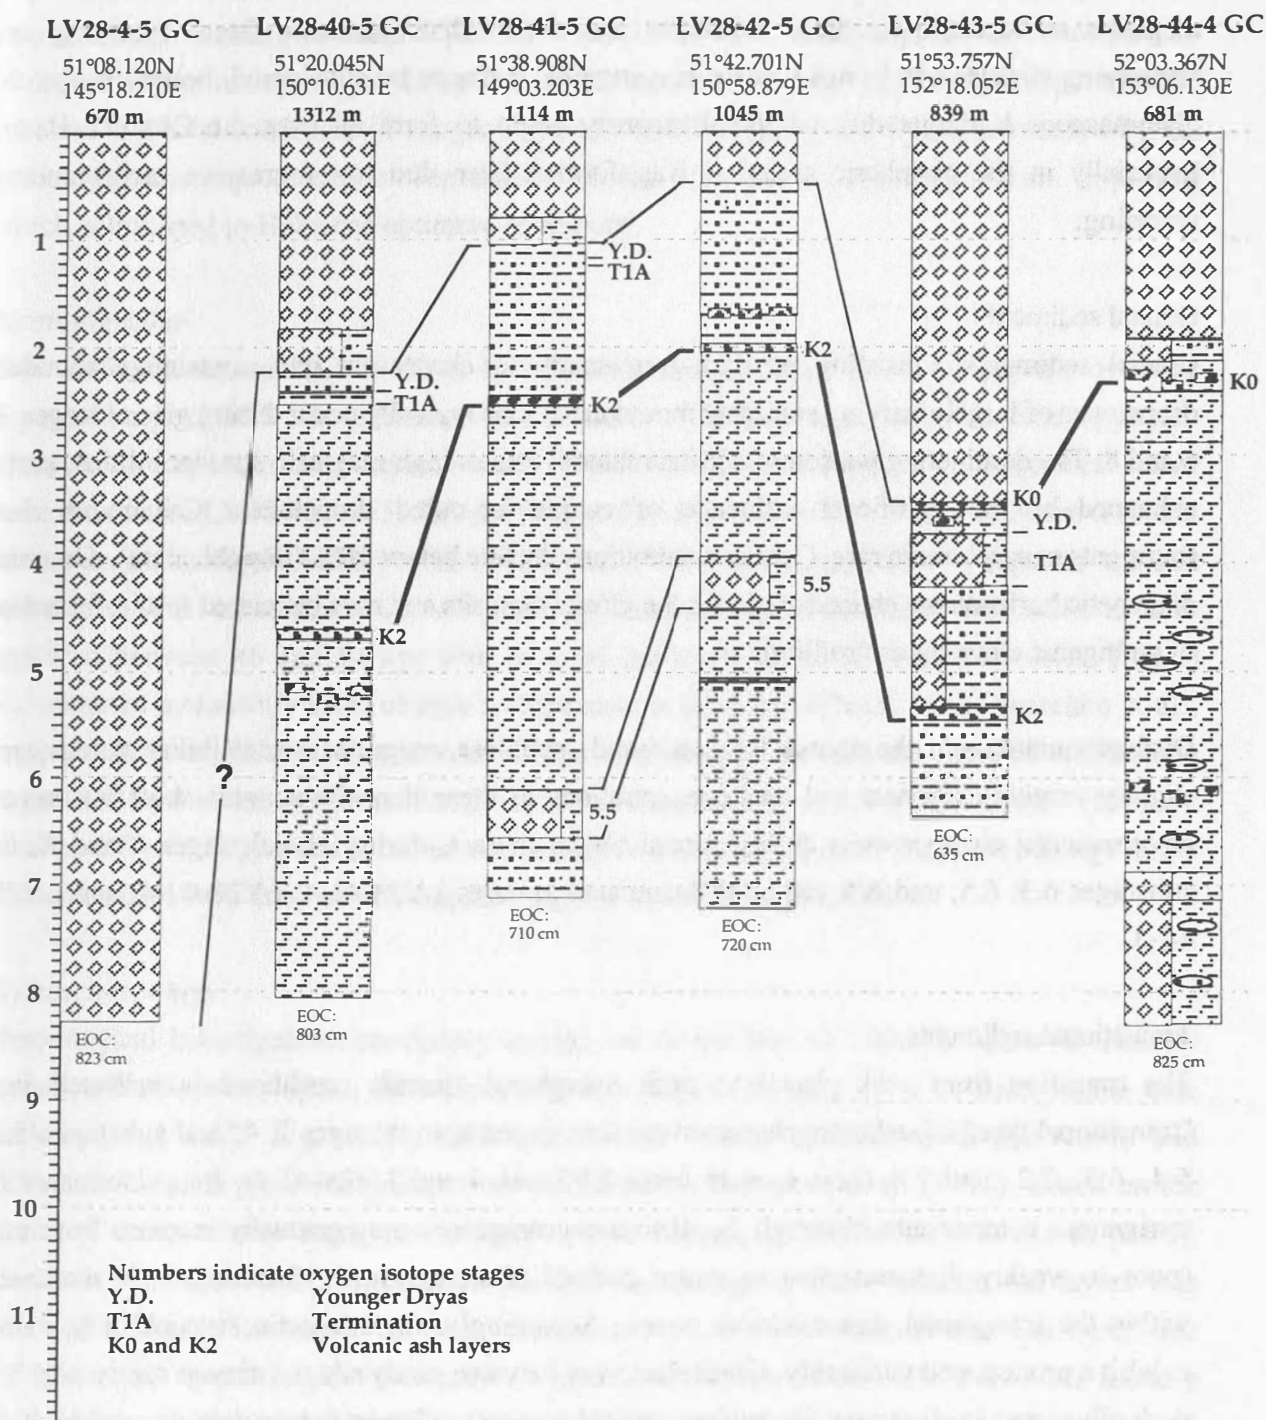 LV28-4-5 GC LV28-40-5 GC LV28-41-5 GC LV28-42-5 GC LV28-43-5 GC LV28-44-4 GC
51°08.120N 51°20.045N 51°38.908N 51°42.701N 51°53.757N 52°03.367N
145°18.210E 150°10.631E 149°03.203E 150°58.879E 152°18.052E 153°06.130E
670 m 1312 m 1114 m 1045 m 839 m 681 m
1
Y.D.
T1A
2
K2
Y.D.
K0
T1A
K2
3
K0
Y.D.
4
T1A
5.5
K2
5
K2
6
?
5.5
EOC:
635 cm
7
EOC:
710 cm
EOC:
720 cm
8
EOC:
803 cm
EOC:
823 cm
EOC:
825 cm
9
10
Numbers indicate ygen isotope stages
Y.D. Younger Dryas
11
T1A Termination
K0 and K2 Volcanic ash layers